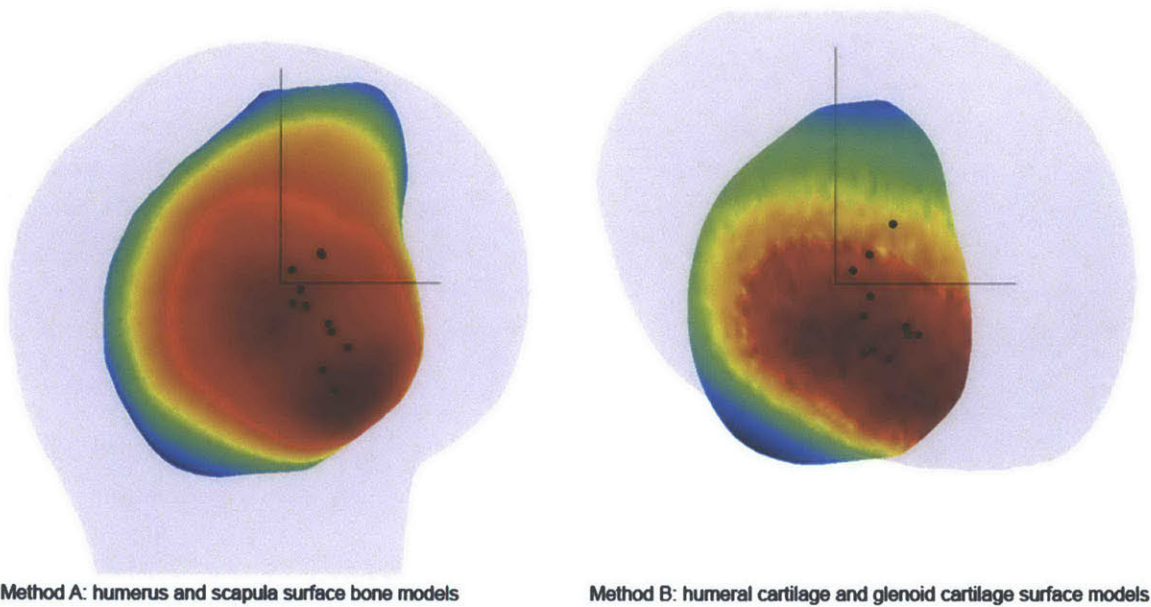 Method A: humerus and scapula surface bone models
Method B: humeral cartilage and glenoid cartilage surface models